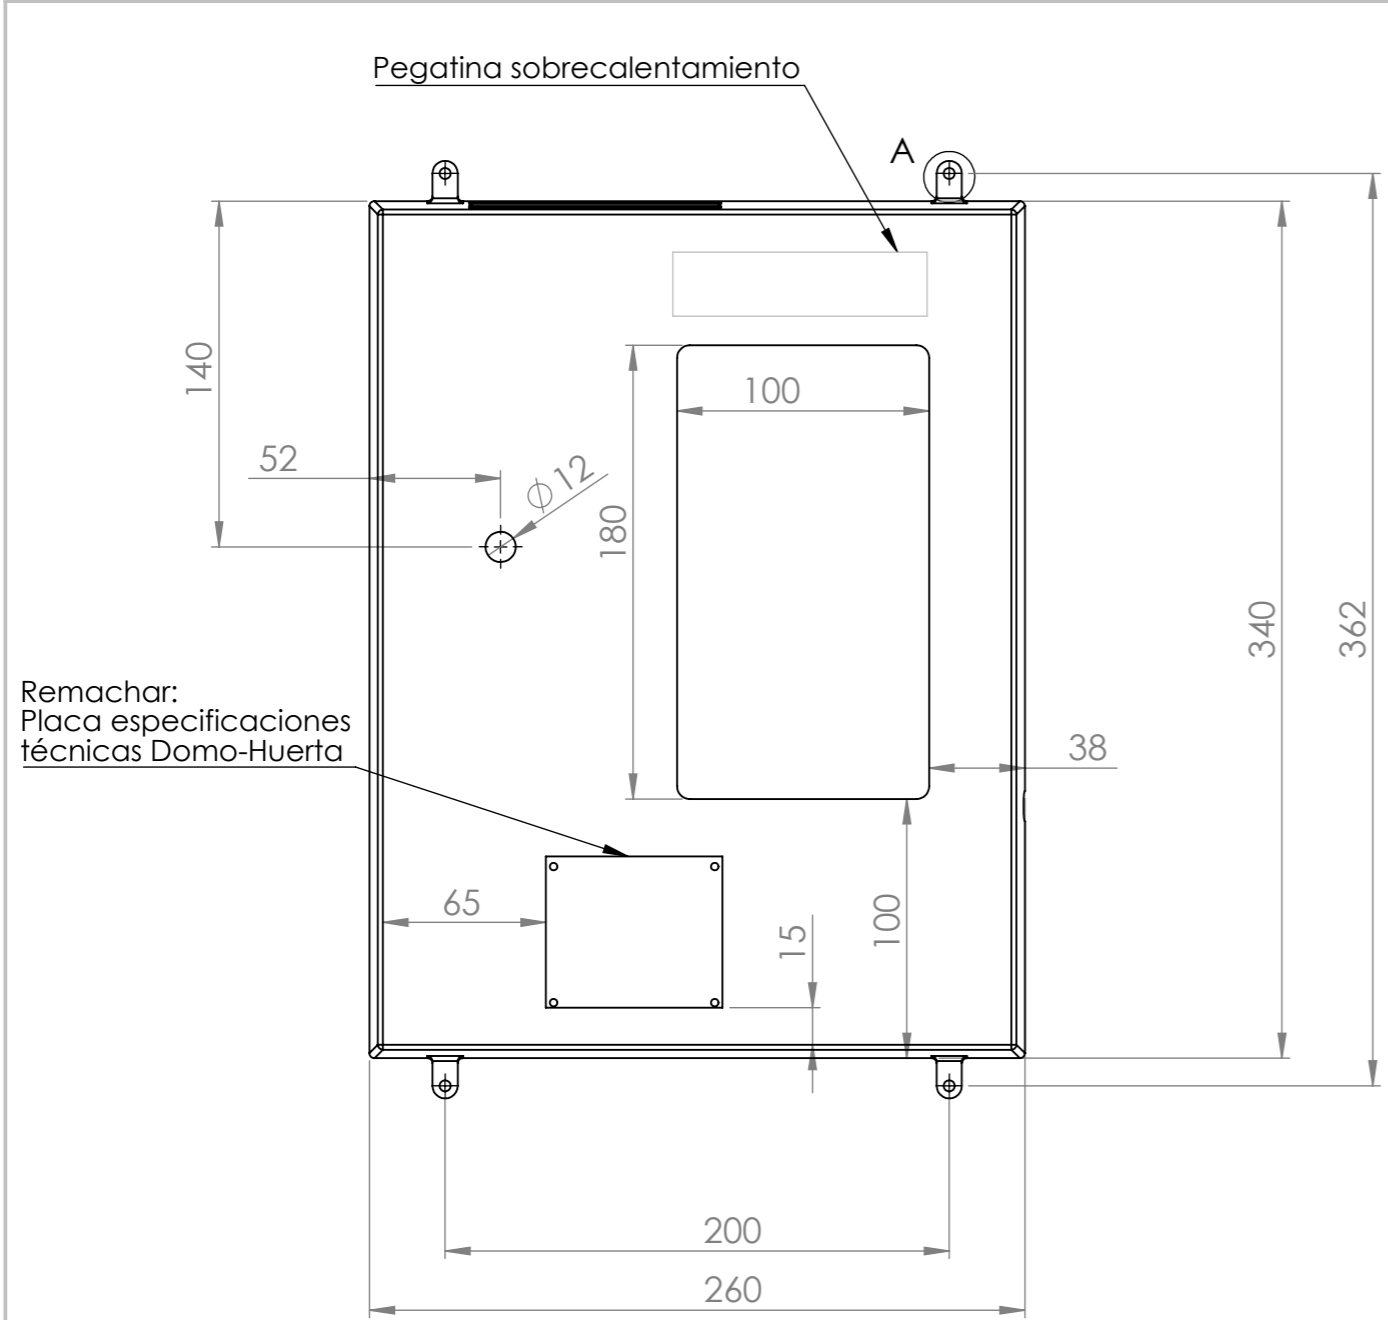 Pegatina sobrecalentamiento
A
140
52
Φ 12
100
180
340
362
Remachar:
Placa especificaciones
técnicas Domo-Huerta
38
65
15
100
200
260